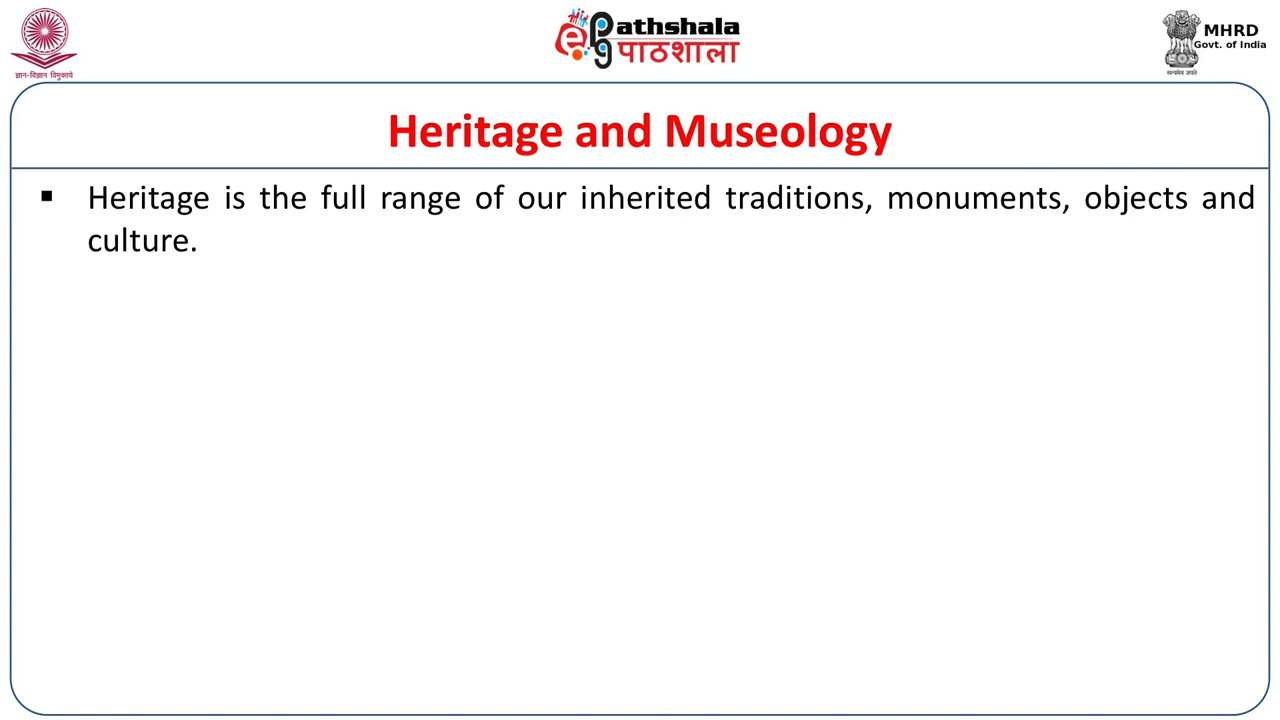 ePg Pathshala
पाठशाला
MHRD
Govt. of India
ज्ञान-विज्ञान विमुक्तये
सत्यमेव जयते
Heritage and Museology
▪ Heritage is the full range of our inherited traditions, monuments, objects and
culture.